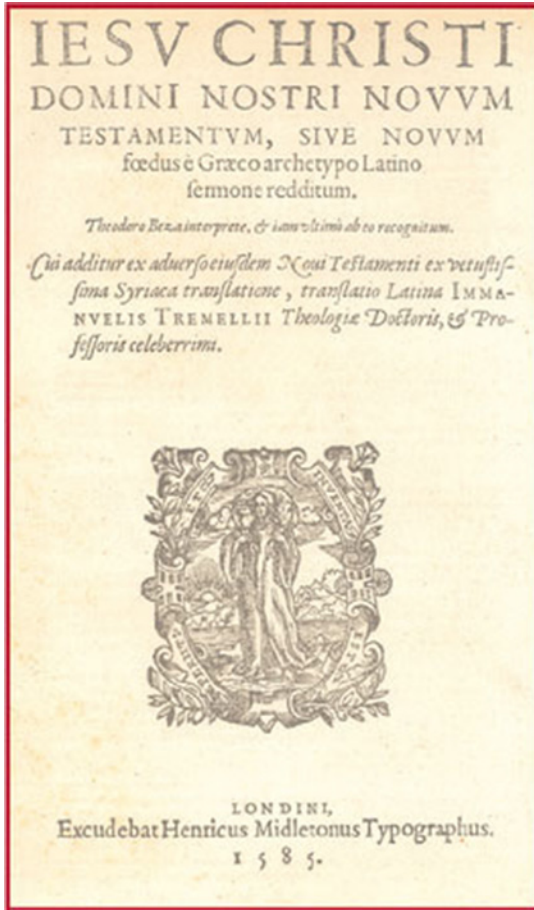 IESV CHRISTI
DOMINI NOSTRI NOVVM
TESTAMENTVM, SIVE NOVVM
fœdus è Græco archetypo Latino
ſermone redditum.
Theodoro Beza interprete, & iam vltimò ab eo recognitum.
Cui additur ex aduerſo eiuſdem Noui Teſtamenti ex vetuſtiſ-
ſima Syriaca tranſlatione, tranſlatio Latina IMMA-
NVELIS TREMELLII Theologiæ Doctoris, & Pro-
feſſoris celeberrimi.
ET
EST
LONDINI,
Excudebat Henricus Midletonus Typographus.
1585.